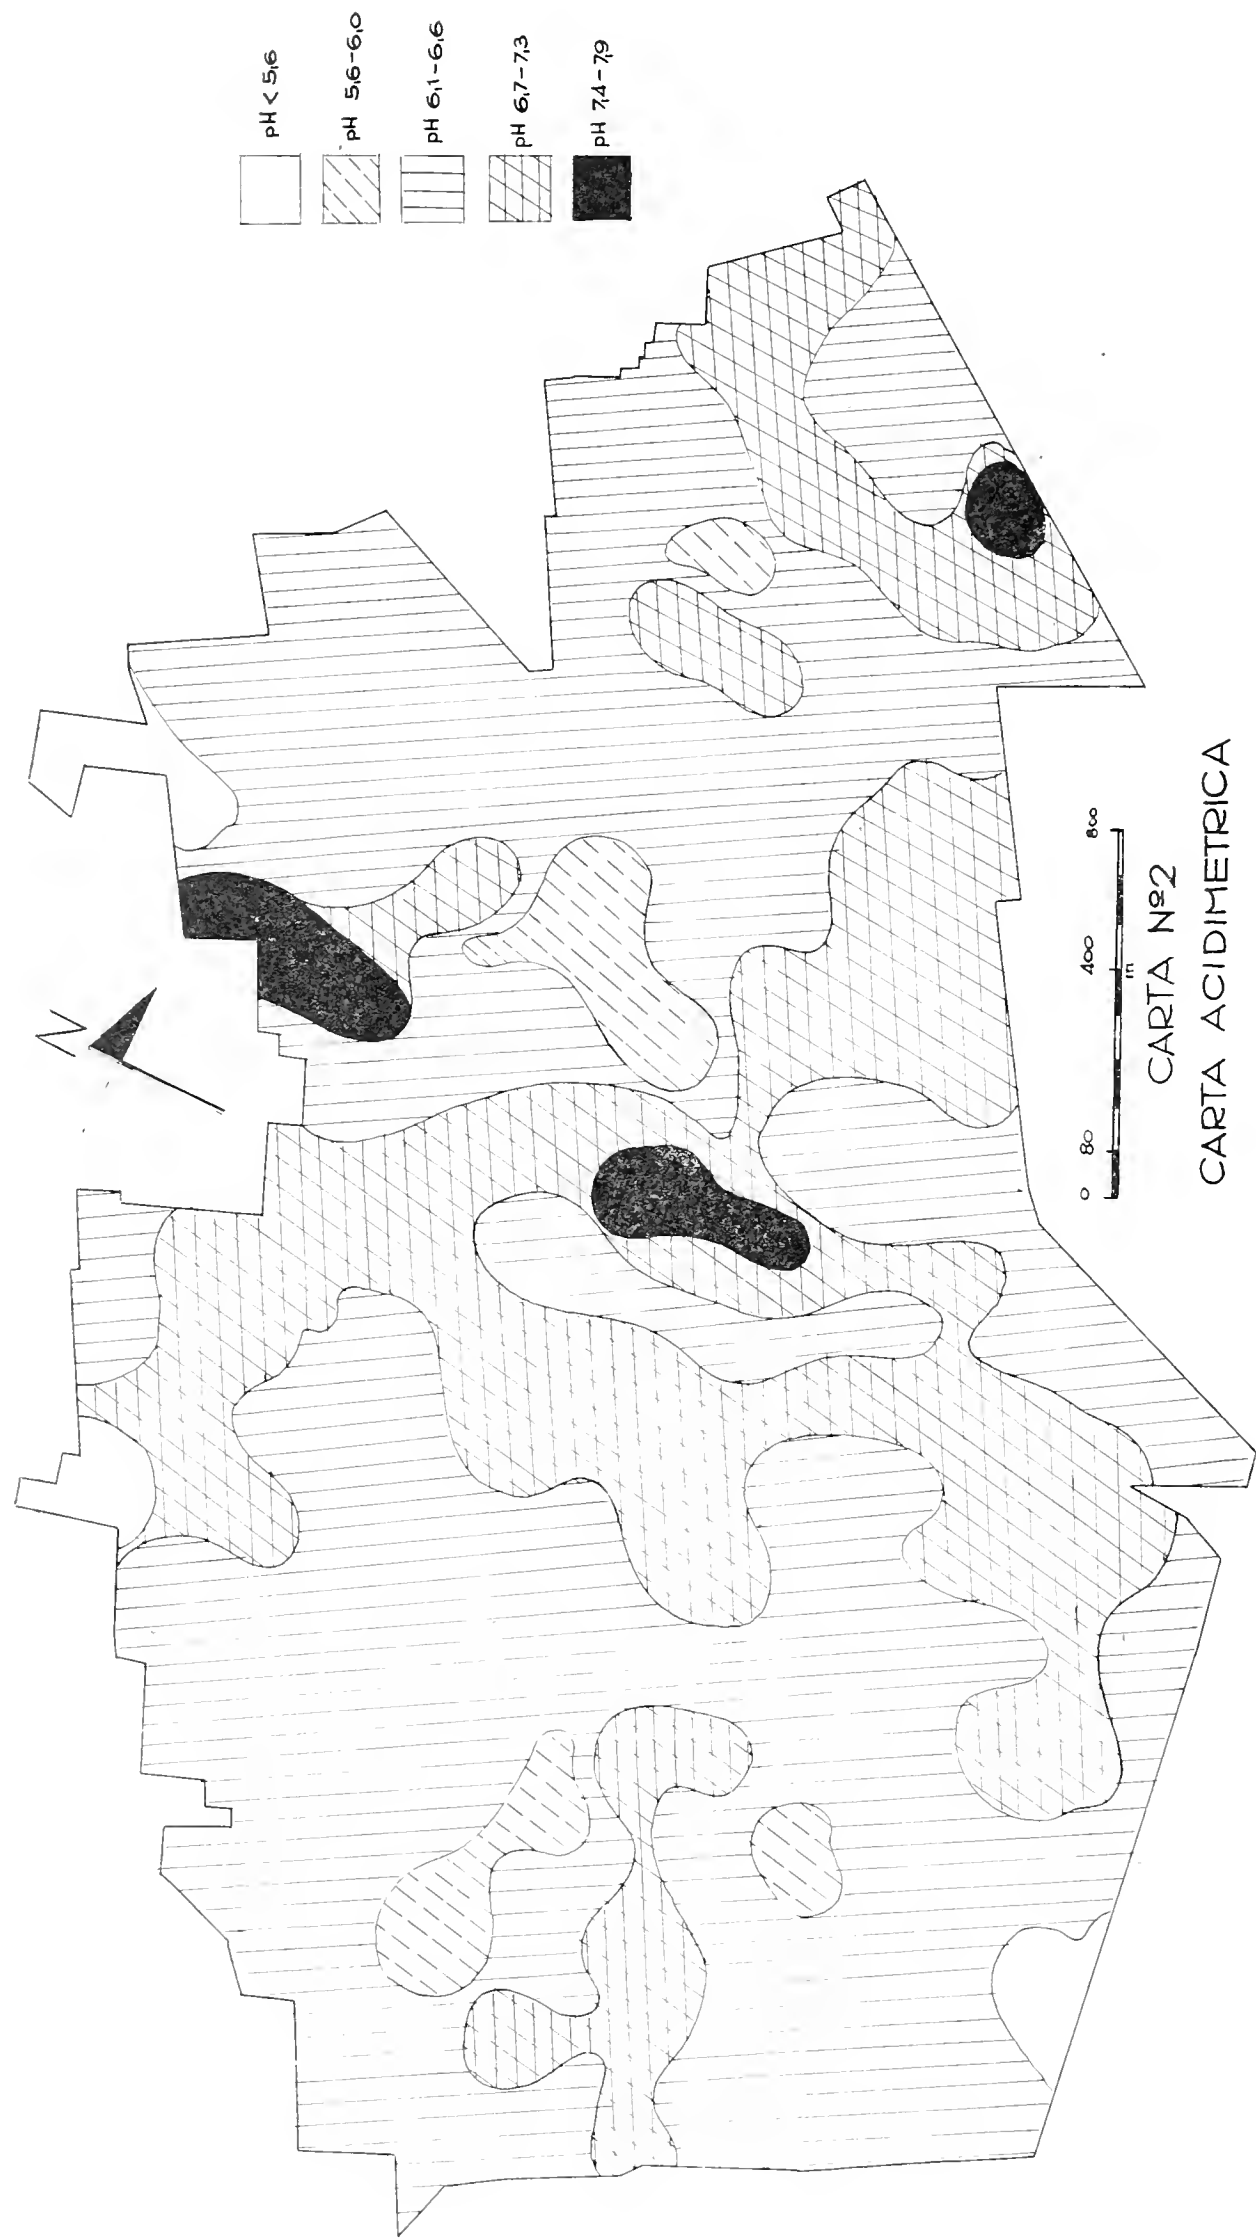 pH < 5,6
pH 5,6-6,0
pH 6,1-6,6
pH 6,7-7,3
pH 7,4-7,9
N
0 80 400 800
m
CARTA Nº2
CARTA ACIDIMETRICA